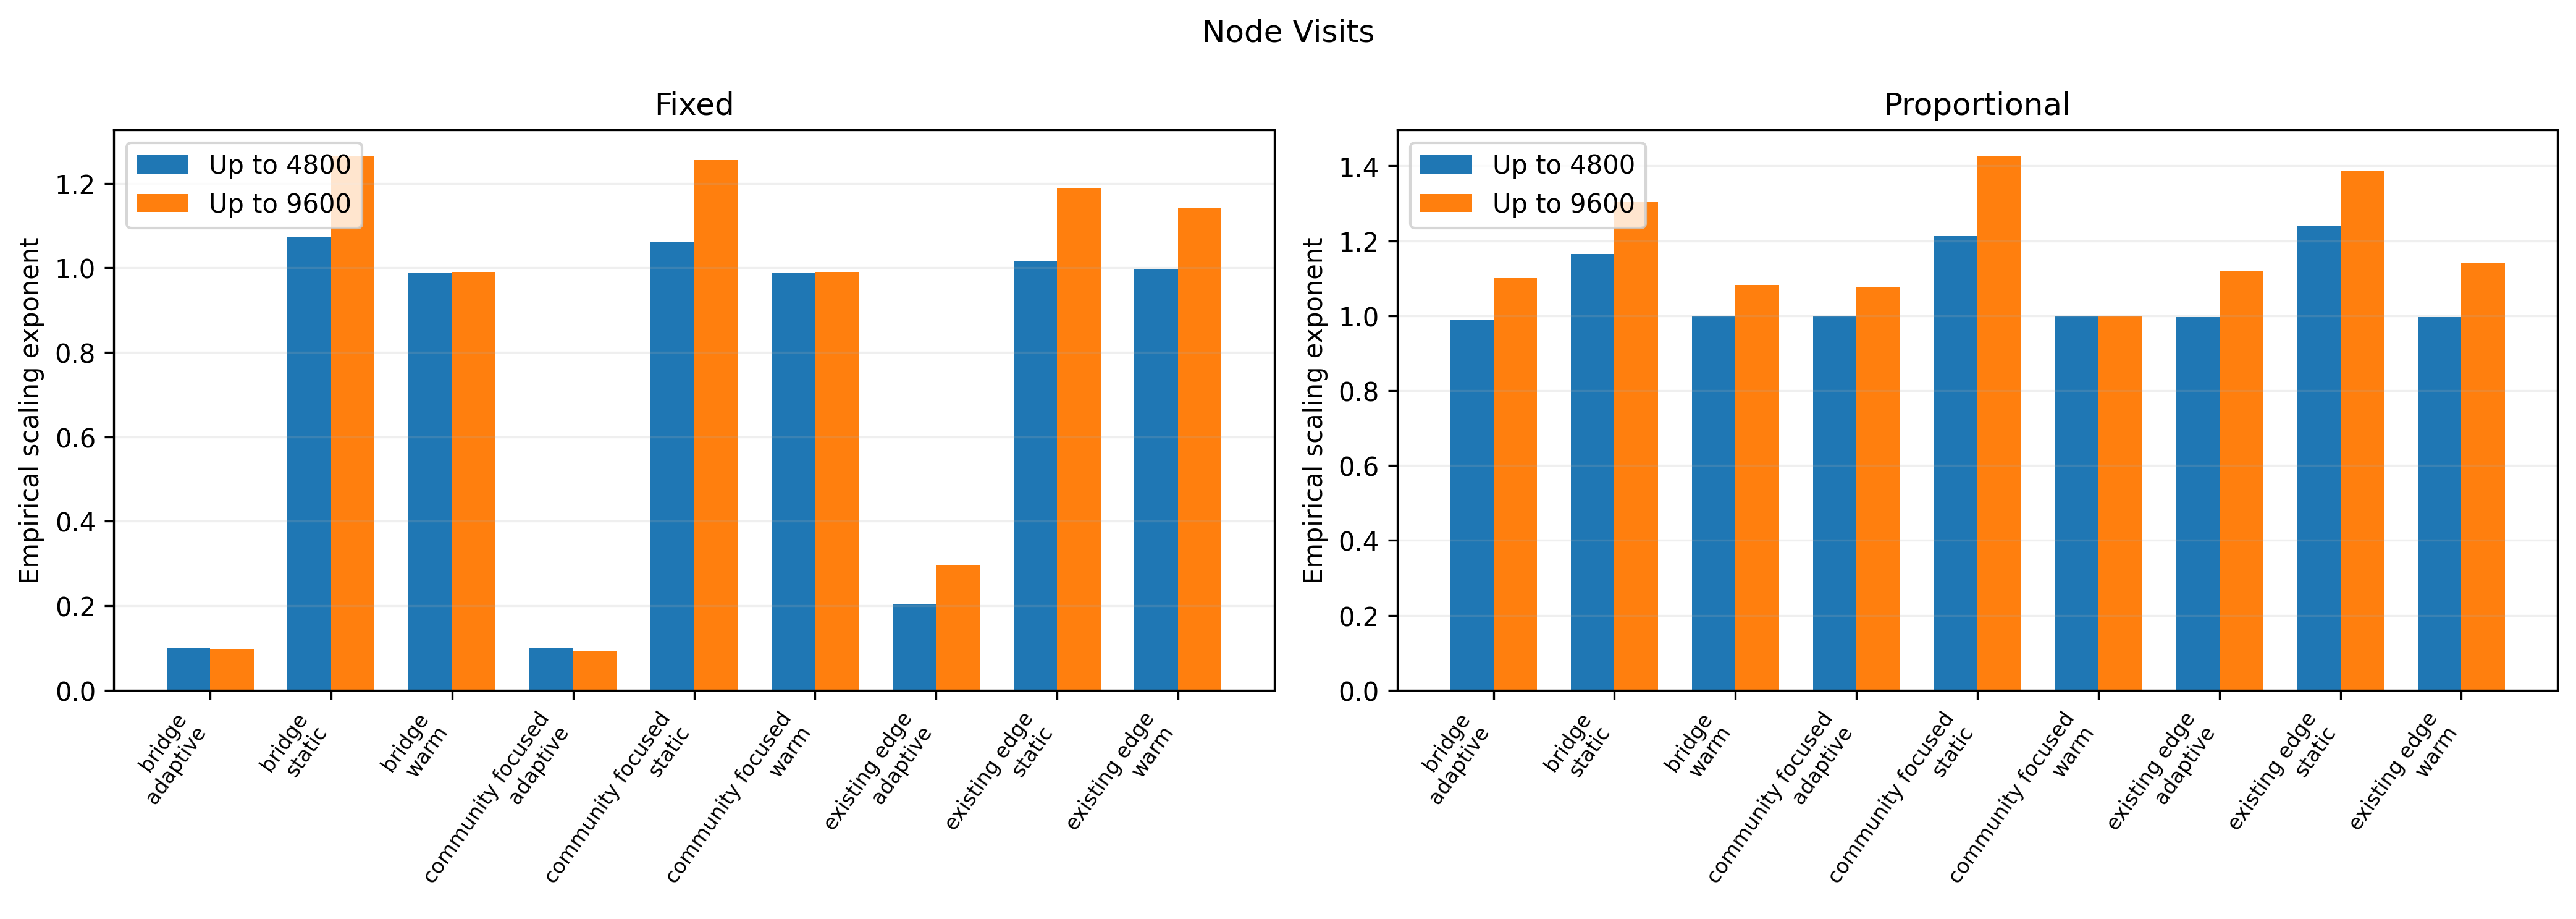 Node Visits
Fixed
Up to 4800
Up to 9600
Empirical scaling exponent
1.2
1.0
0.8
0.6
0.4
0.2
0.0
bridge
adaptive
bridge
static
bridge
warm
community focused
adaptive
community focused
static
community focused
warm
existing edge
adaptive
existing edge
static
existing edge
warm
Proportional
Up to 4800
Up to 9600
Empirical scaling exponent
1.4
1.2
1.0
0.8
0.6
0.4
0.2
0.0
bridge
adaptive
bridge
static
bridge
warm
community focused
adaptive
community focused
static
community focused
warm
existing edge
adaptive
existing edge
static
existing edge
warm